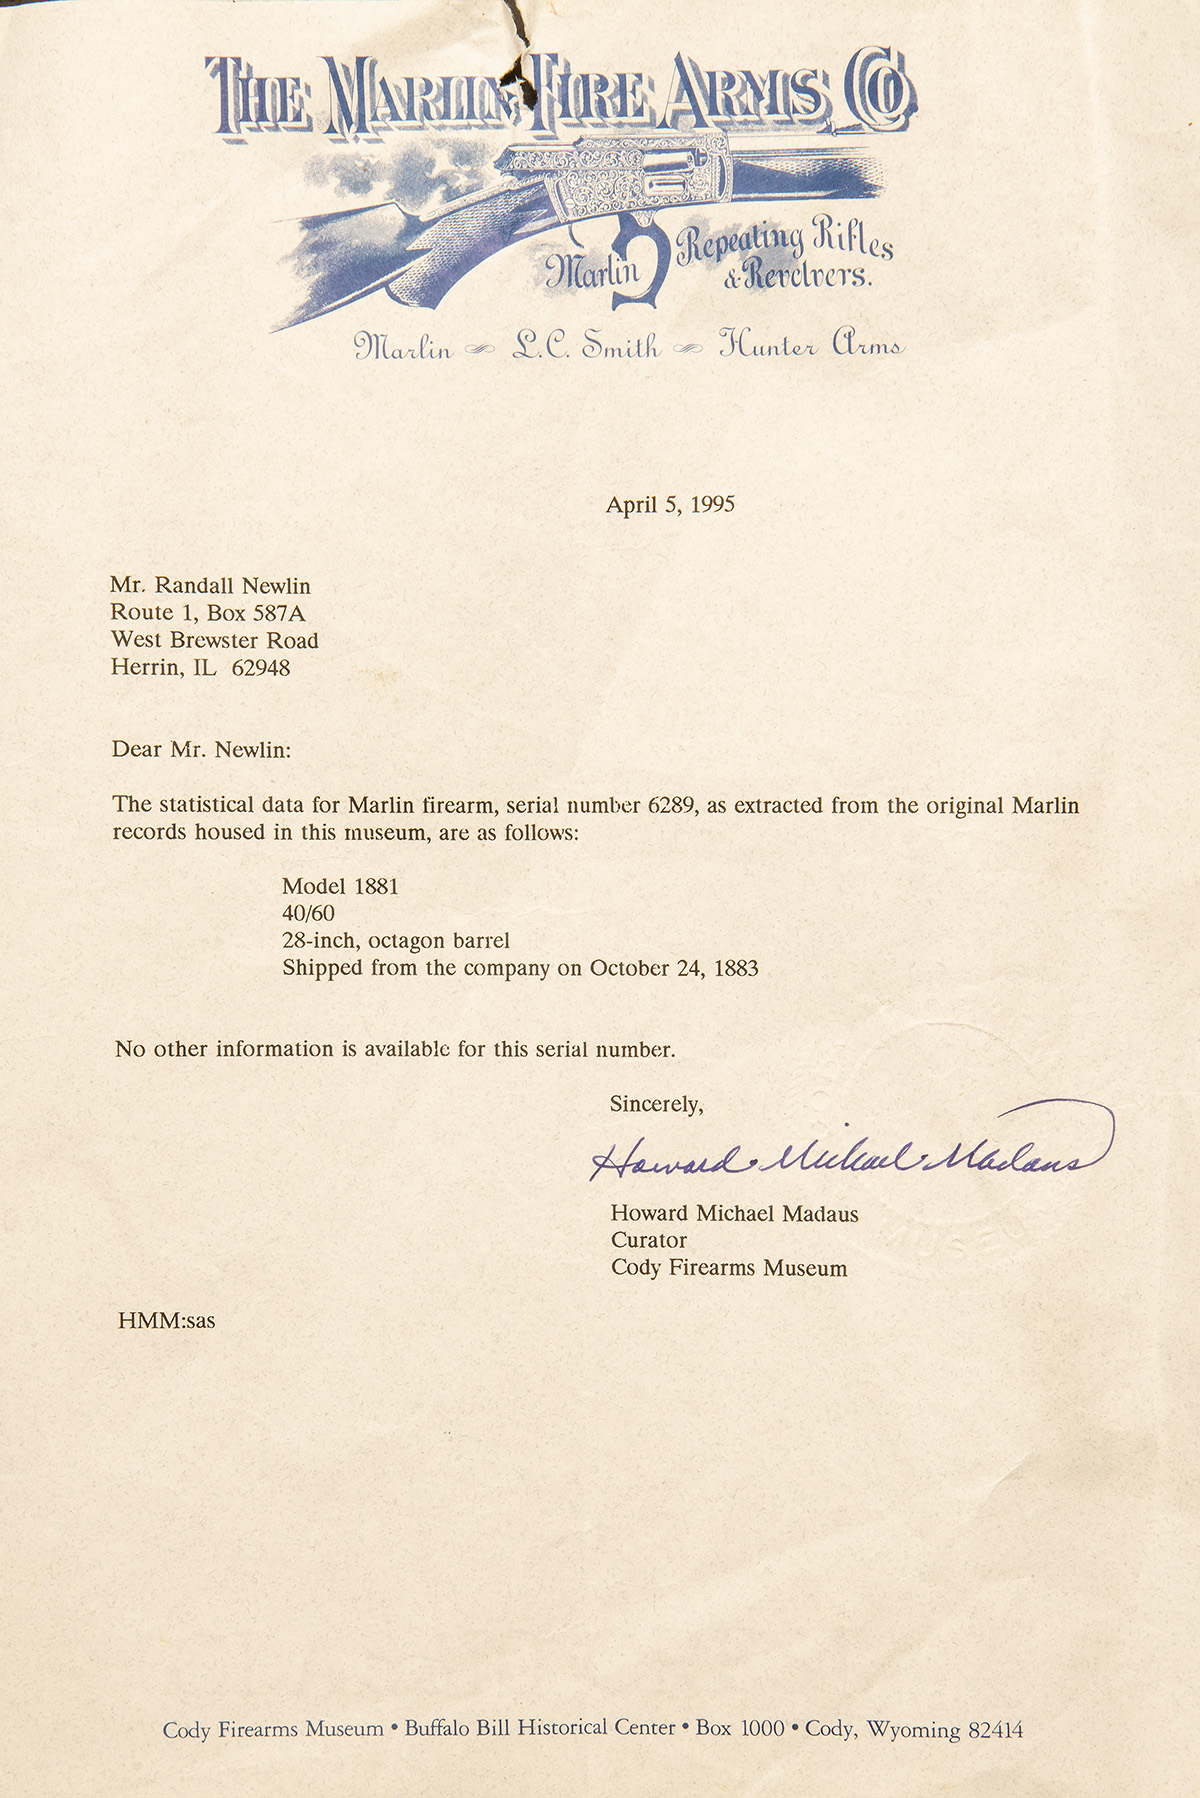 THE MARLIN FIRE ARMS CO.
Marlin Repeating Rifles
& Revolvers.
Marlin L.C. Smith Hunter Arms
April 5, 1995
Mr. Randall Newlin
Route 1, Box 587A
West Brewster Road
Herrin, IL 62948
Dear Mr. Newlin:
The statistical data for Marlin firearm, serial number 6289, as extracted from the original Marlin
records housed in this museum, are as follows:
Model 1881
40/60
28-inch, octagon barrel
Shipped from the company on October 24, 1883
No other information is available for this serial number.
Sincerely,
Howard Michael Madaus
Howard Michael Madaus
Curator
Cody Firearms Museum
HMM:sas
Cody Firearms Museum • Buffalo Bill Historical Center • Box 1000 • Cody, Wyoming 82414